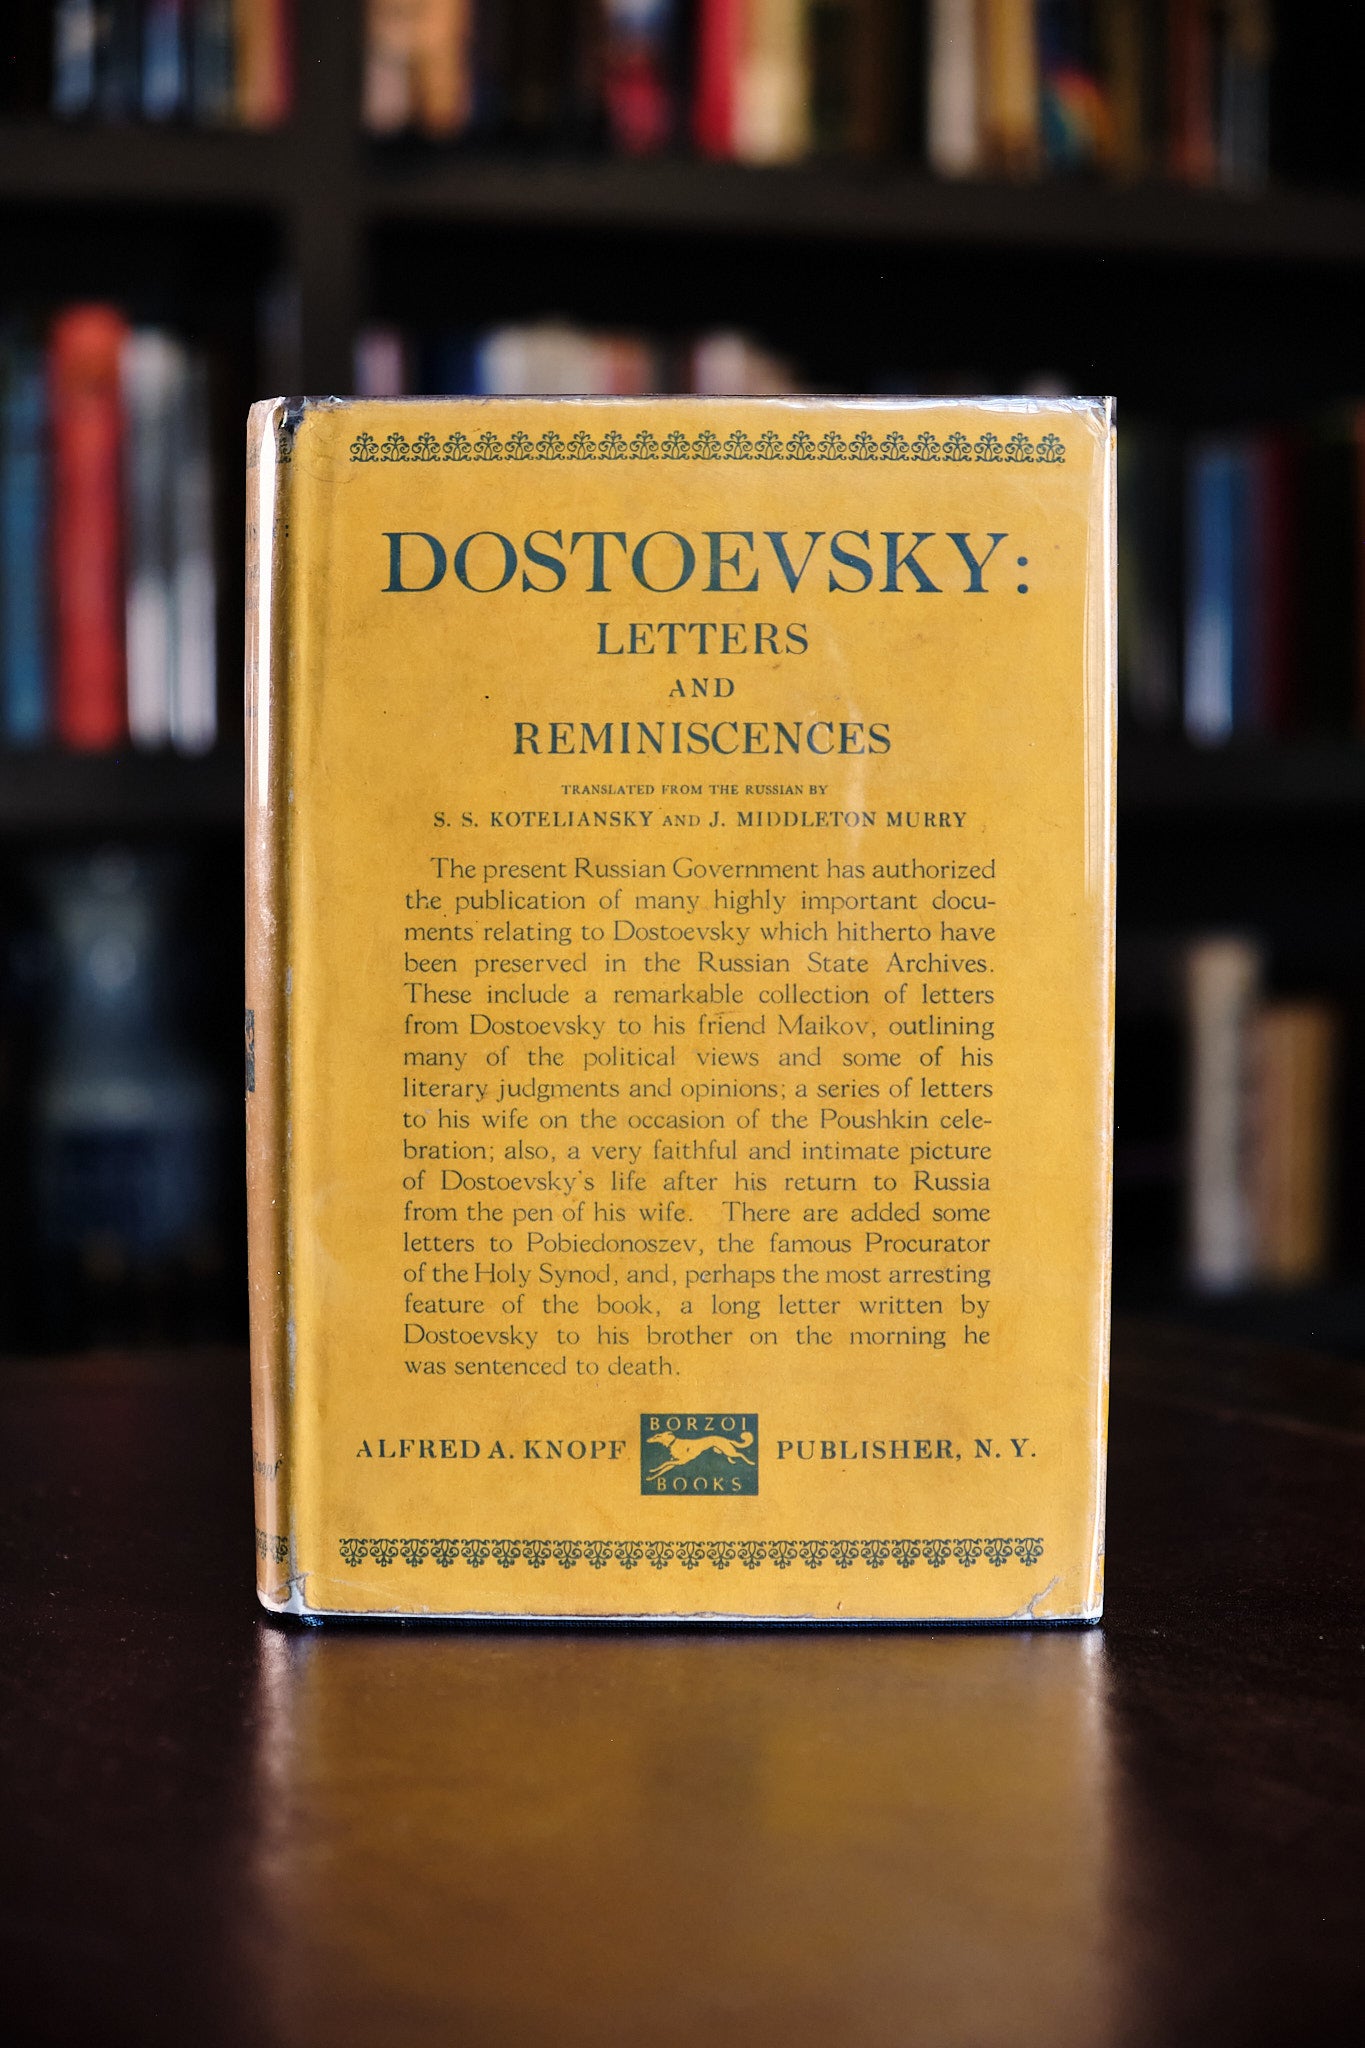 DOSTOEVSKY:
LETTERS
AND
REMINISCENCES
TRANSLATED FROM THE RUSSIAN BY
S. S. KOTELIANSKY AND J. MIDDLETON MURRY
The present Russian Government has authorized
the publication of many highly important docu-
ments relating to Dostoevsky which hitherto have
been preserved in the Russian State Archives.
These include a remarkable collection of letters
from Dostoevsky to his friend Maikov, outlining
many of the political views and some of his
literary judgments and opinions; a series of letters
to his wife on the occasion of the Poushkin cele-
bration; also, a very faithful and intimate picture
of Dostoevsky's life after his return to Russia
from the pen of his wife. There are added some
letters to Pobiedonoszev, the famous Procurator
of the Holy Synod, and, perhaps the most arresting
feature of the book, a long letter written by
Dostoevsky to his brother on the morning he
was sentenced to death.
ALFRED A. KNOPF BORZOI BOOKS PUBLISHER, N. Y.